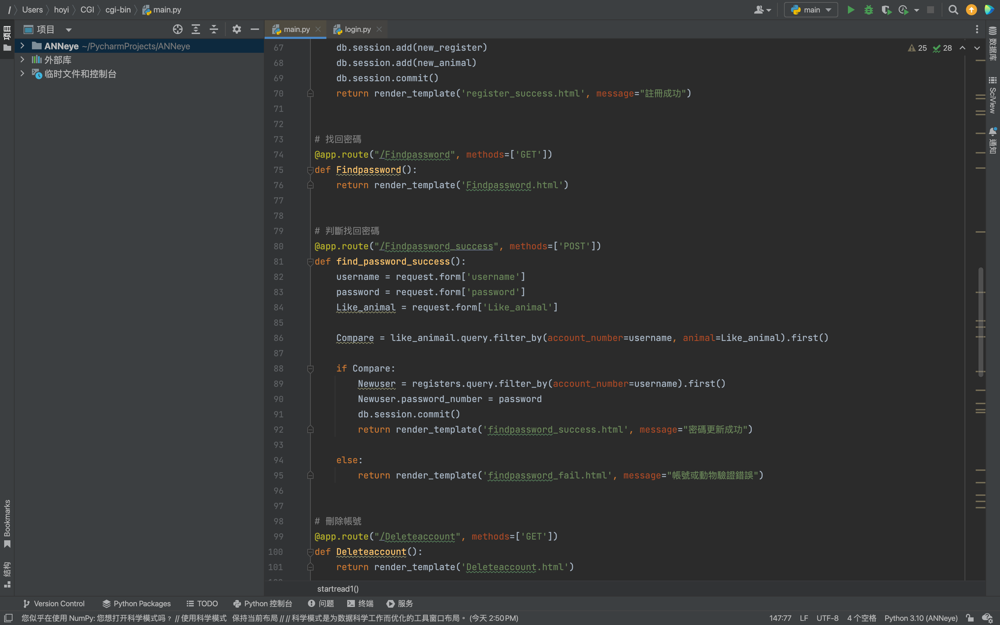 / Users hoyi CGI cgi-bin main.py
main
项目
main.py
login.py
项目
ANNeye ~/PycharmProjects/ANNeye
外部库
临时文件和控制台
25 28
67 db.session.add(new_register)
68 db.session.add(new_animal)
69 db.session.commit()
70 return render_template('register_success.html', message="註冊成功")
71
72
73 # 找回密碼
74 @app.route("/Findpassword", methods=['GET'])
75 def Findpassword():
76 return render_template('Findpassword.html')
77
78
79 # 判斷找回密碼
80 @app.route("/Findpassword_success", methods=['POST'])
81 def find_password_success():
82 username = request.form['username']
83 password = request.form['password']
84 Like_animal = request.form['Like_animal']
85
86 Compare = like_animail.query.filter_by(account_number=username, animal=Like_animal).first()
87
88 if Compare:
89 Newuser = registers.query.filter_by(account_number=username).first()
90 Newuser.password_number = password
91 db.session.commit()
92 return render_template('findpassword_success.html', message="密碼更新成功")
93
94 else:
95 return render_template('findpassword_fail.html', message="帳號或動物驗證錯誤")
96
97
98 # 刪除帳號
99 @app.route("/Deleteaccount", methods=['GET'])
100 def Deleteaccount():
101 return render_template('Deleteaccount.html')
startread1()
数据库
SciView
通知
Bookmarks
结构
Version Control Python Packages TODO Python 控制台 问题 终端 服务
您似乎在使用 NumPy: 您想打开科学模式吗？ // 使用科学模式 保持当前布局 // // 科学模式是为数据科学工作而优化的工具窗口布局。 (今天 2:50 PM)
147:77 LF UTF-8 4 个空格 Python 3.10 (ANNeye)